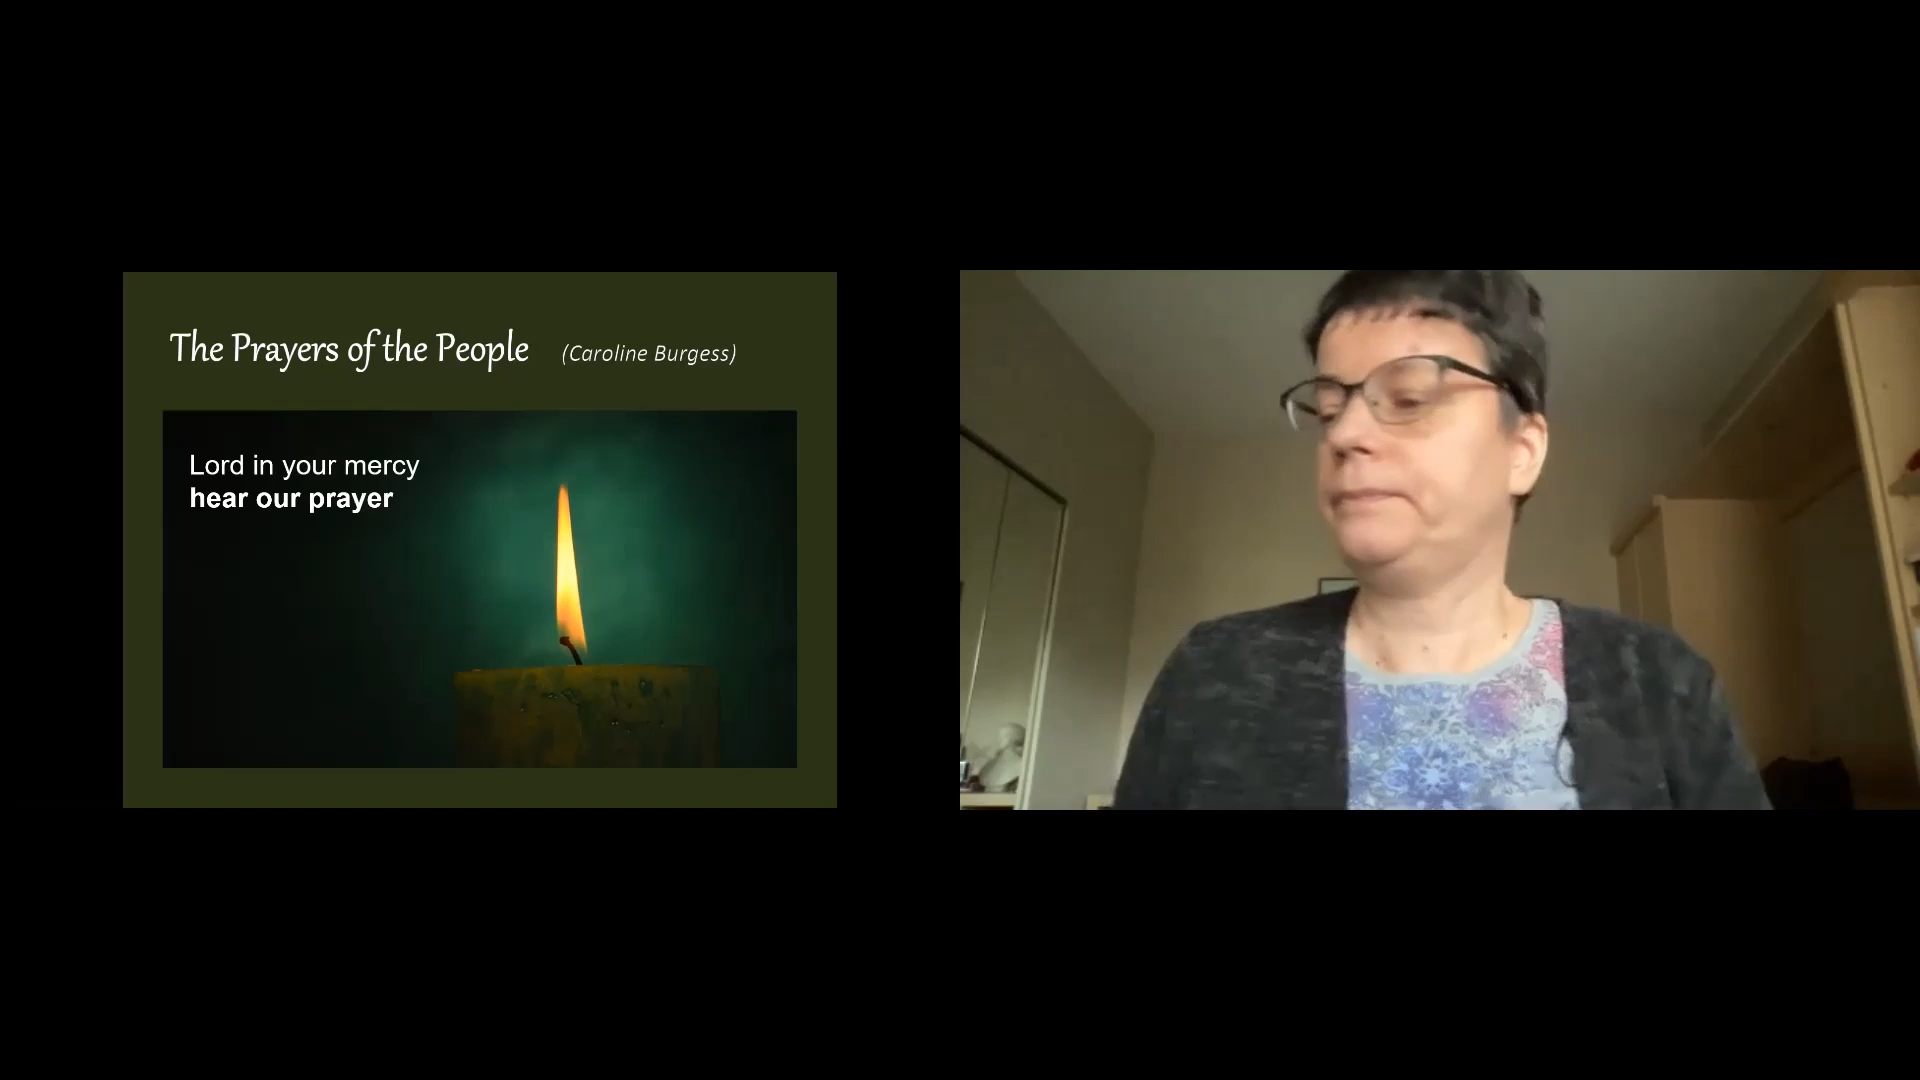 The Prayers of the People (Caroline Burgess)
Lord in your mercy
hear our prayer